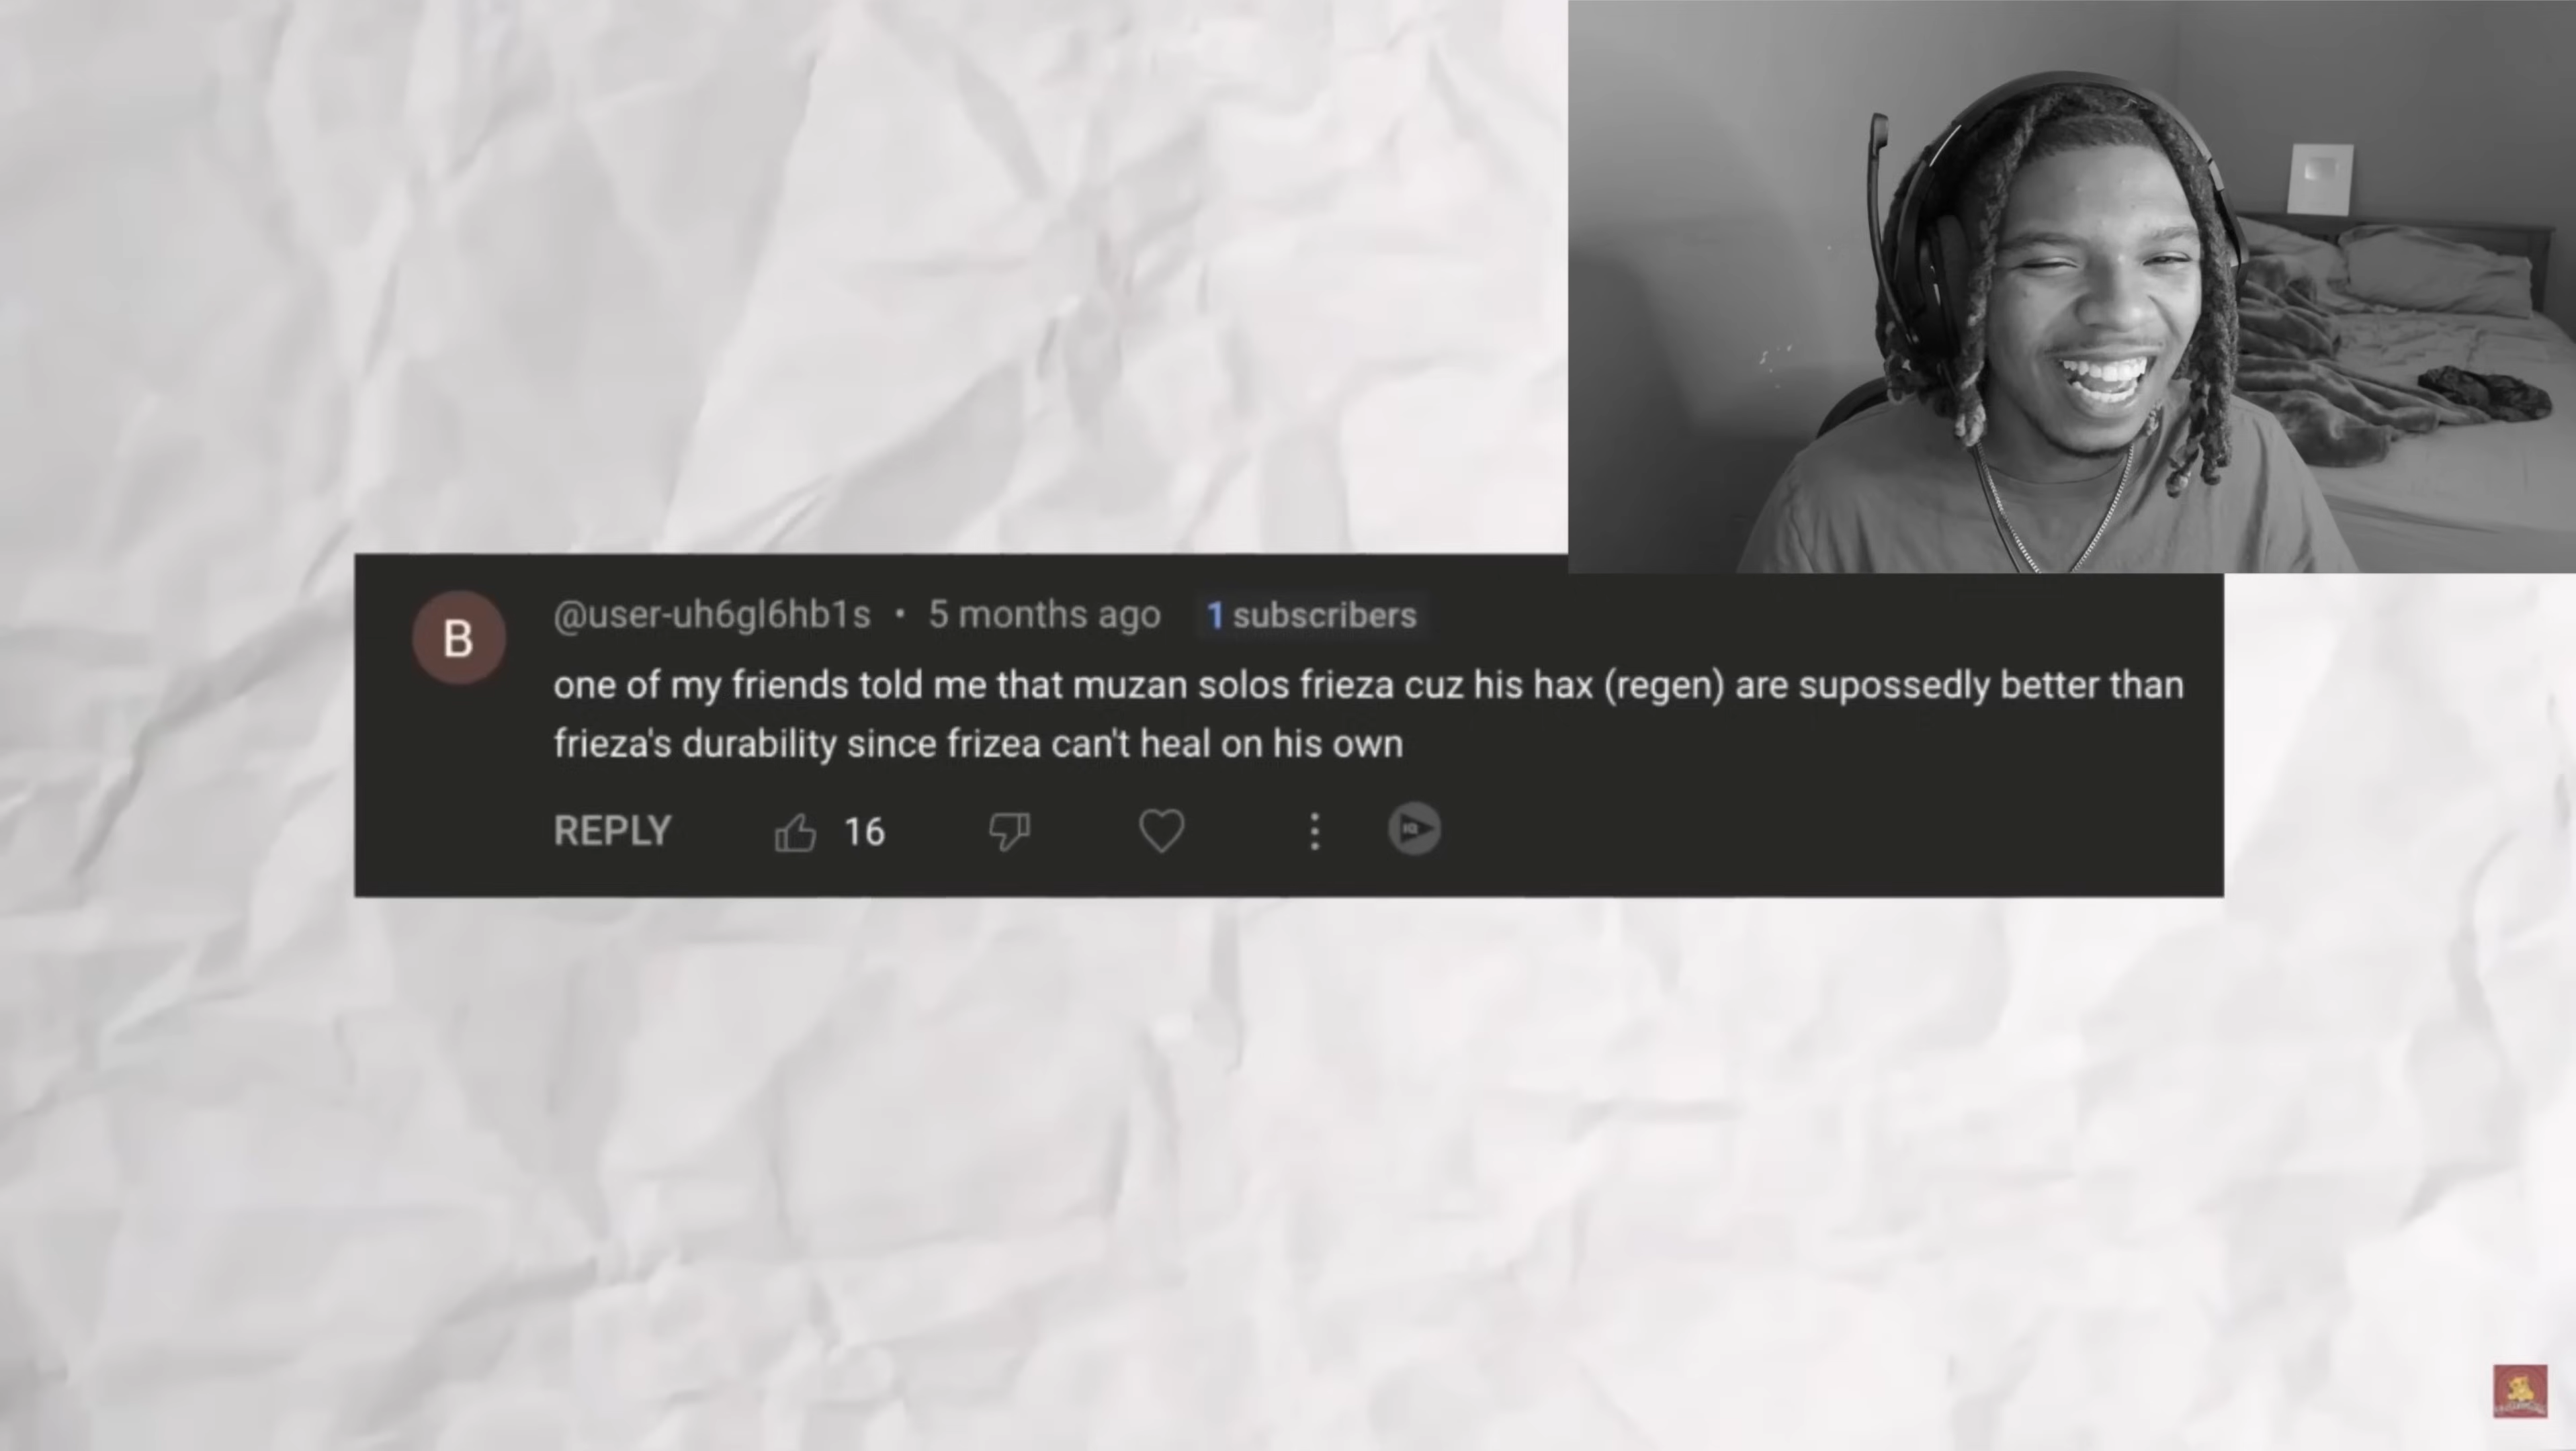 @user-uh6gl6hb1s • 5 months ago 1 subscribers
one of my friends told me that muzan solos frieza cuz his hax (regen) are supossedly better than
frieza's durability since frizea can't heal on his own
REPLY 16
B
IQ